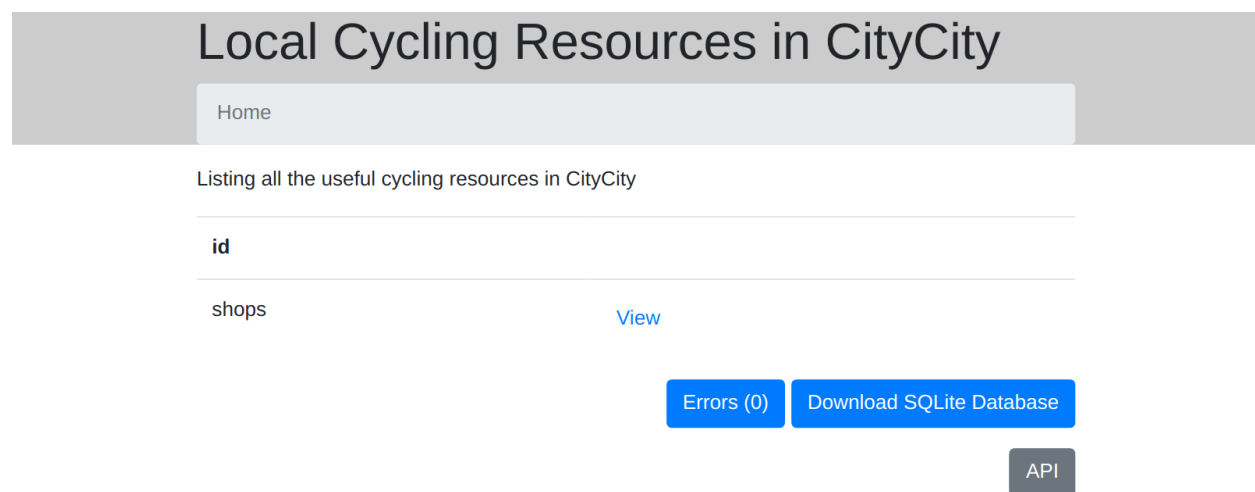 Local Cycling Resources in CityCity
Home
Listing all the useful cycling resources in CityCity
id
shops View
Errors (0) Download SQLite Database
API